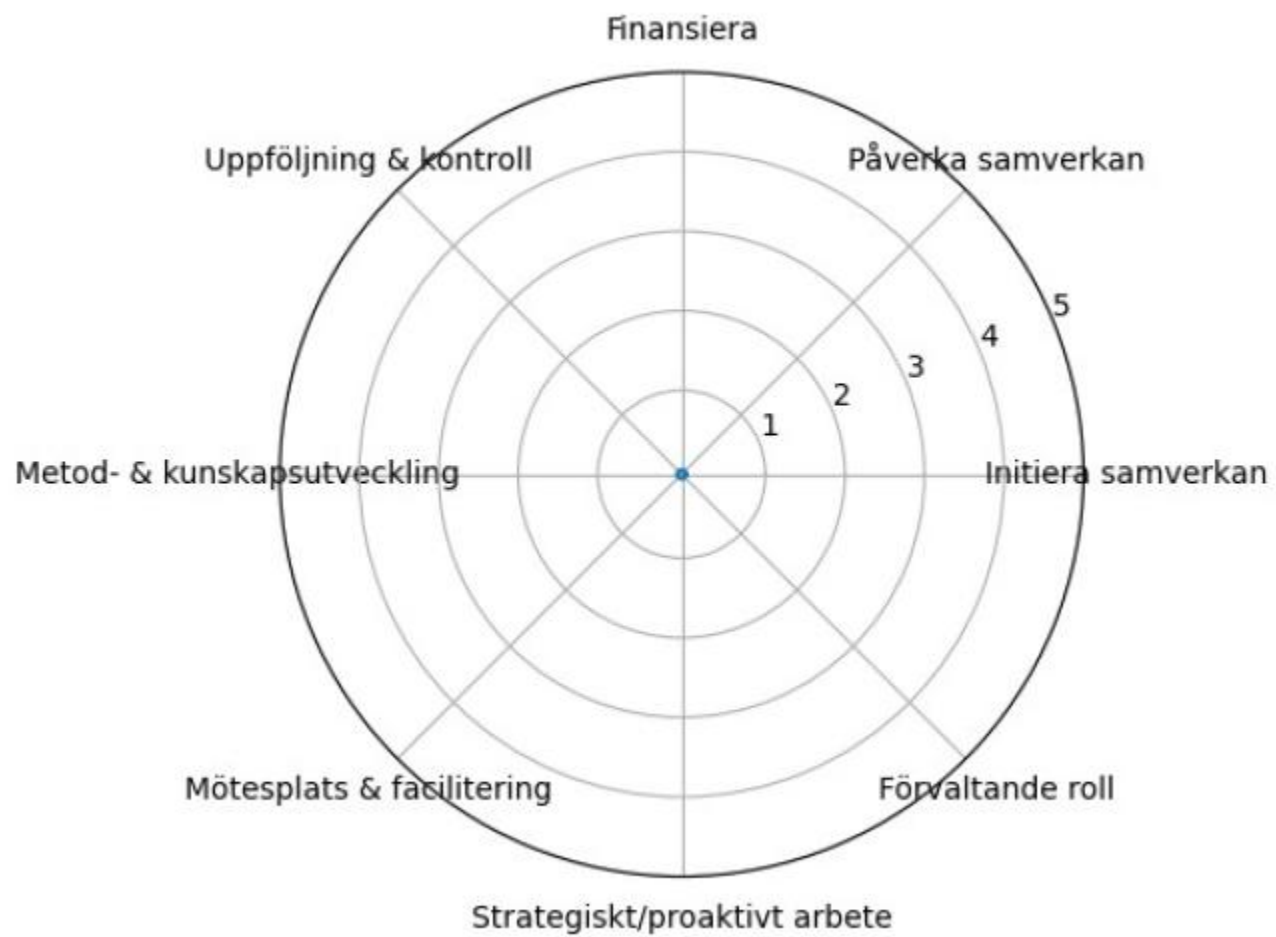 Finansiera
Uppföljning & kontroll
Påverka samverkan
5
4
3
2
1
Metod- & kunskapsutveckling
Initiera samverkan
Mötesplats & facilitering
Förvaltande roll
Strategiskt/proaktivt arbete